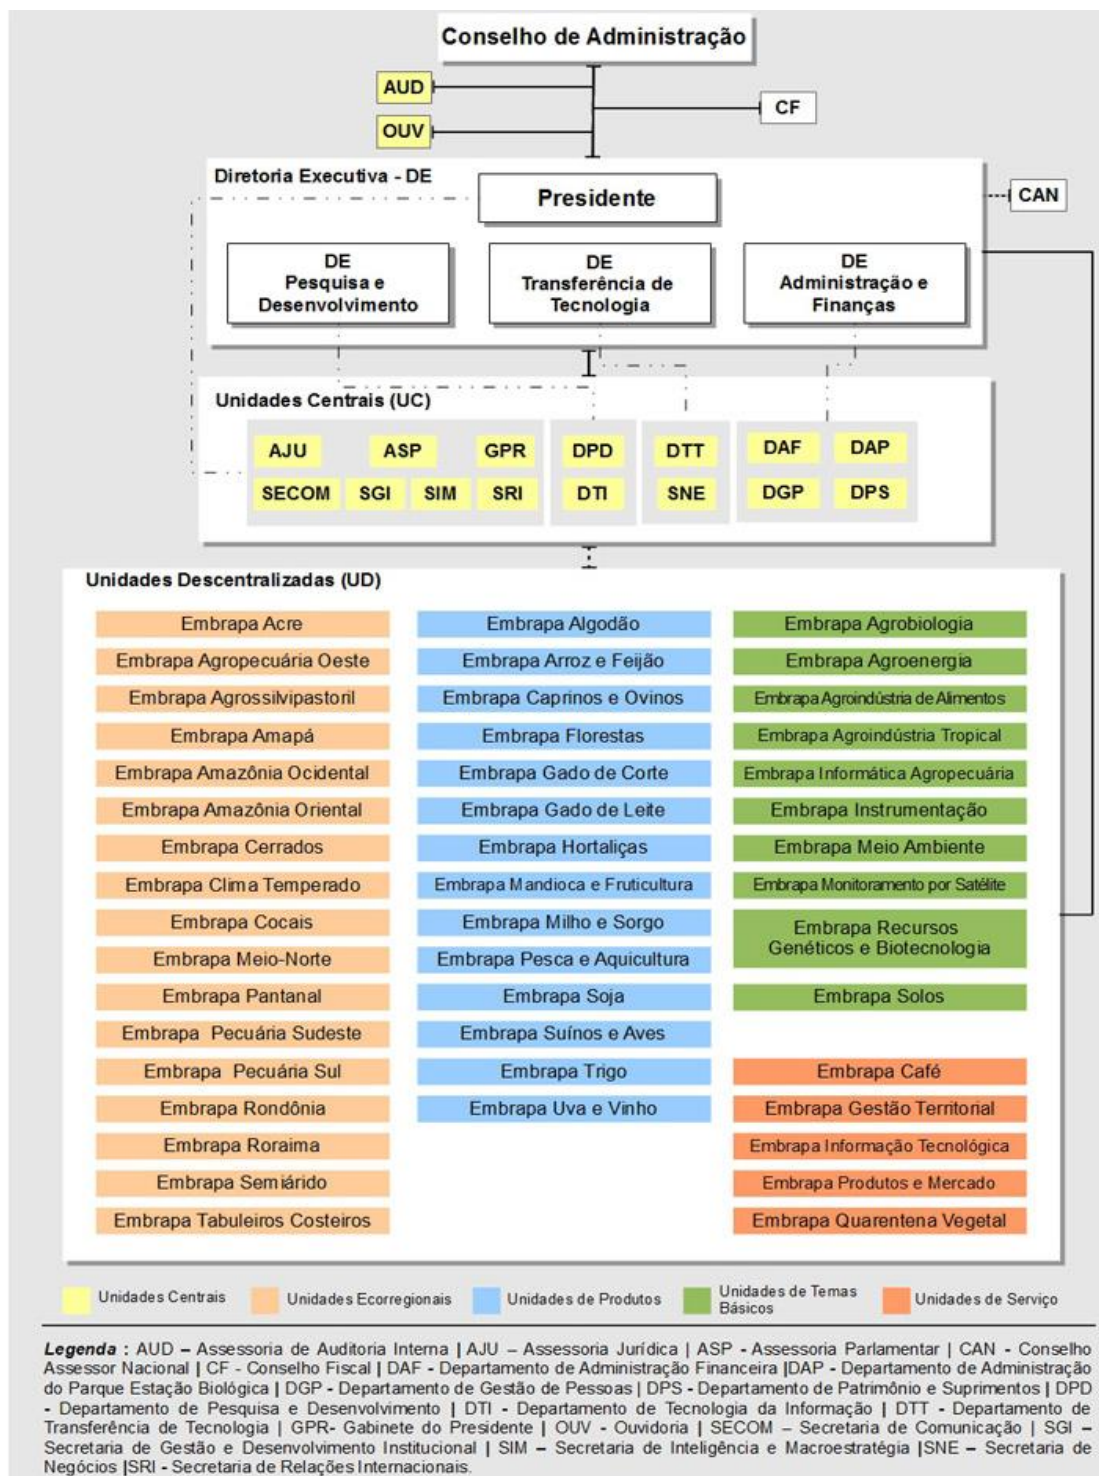 Conselho de Administração
AUD
CF
OUV
Diretoria Executiva - DE
Presidente
CAN
DE
Pesquisa e
Desenvolvimento
DE
Transferência de
Tecnologia
DE
Administração e
Finanças
Unidades Centrais (UC)
AJU ASP GPR DPD DTT DAF DAP
SECOM SGI SIM SRI DTI SNE DGP DPS
Unidades Descentralizadas (UD)
Embrapa Acre
Embrapa Agropecuária Oeste
Embrapa Agrossilvipastoril
Embrapa Amapá
Embrapa Amazônia Ocidental
Embrapa Amazônia Oriental
Embrapa Cerrados
Embrapa Clima Temperado
Embrapa Cocais
Embrapa Meio-Norte
Embrapa Pantanal
Embrapa Pecuária Sudeste
Embrapa Pecuária Sul
Embrapa Rondônia
Embrapa Roraima
Embrapa Semiárido
Embrapa Tabuleiros Costeiros
Embrapa Algodão
Embrapa Arroz e Feijão
Embrapa Caprinos e Ovinos
Embrapa Florestas
Embrapa Gado de Corte
Embrapa Gado de Leite
Embrapa Hortaliças
Embrapa Mandioca e Fruticultura
Embrapa Milho e Sorgo
Embrapa Pesca e Aquicultura
Embrapa Soja
Embrapa Suínos e Aves
Embrapa Trigo
Embrapa Uva e Vinho
Embrapa Agrobiologia
Embrapa Agroenergia
Embrapa Agroindústria de Alimentos
Embrapa Agroindústria Tropical
Embrapa Informática Agropecuária
Embrapa Instrumentação
Embrapa Meio Ambiente
Embrapa Monitoramento por Satélite
Embrapa Recursos
Genéticos e Biotecnologia
Embrapa Solos
Embrapa Café
Embrapa Gestão Territorial
Embrapa Informação Tecnológica
Embrapa Produtos e Mercado
Embrapa Quarentena Vegetal
Unidades Centrais
Unidades Ecorregionais
Unidades de Produtos
Unidades de Temas
Básicos
Unidades de Serviço
Legenda : AUD – Assessoria de Auditoria Interna | AJU – Assessoria Jurídica | ASP - Assessoria Parlamentar | CAN - Conselho
Assessor Nacional | CF - Conselho Fiscal | DAF - Departamento de Administração Financeira |DAP - Departamento de Administração
do Parque Estação Biológica | DGP - Departamento de Gestão de Pessoas | DPS - Departamento de Patrimônio e Suprimentos | DPD
- Departamento de Pesquisa e Desenvolvimento | DTI - Departamento de Tecnologia da Informação | DTT - Departamento de
Transferência de Tecnologia | GPR- Gabinete do Presidente | OUV - Ouvidoria | SECOM – Secretaria de Comunicação | SGI –
Secretaria de Gestão e Desenvolvimento Institucional | SIM – Secretaria de Inteligência e Macroestratégia |SNE – Secretaria de
Negócios |SRI - Secretaria de Relações Internacionais.